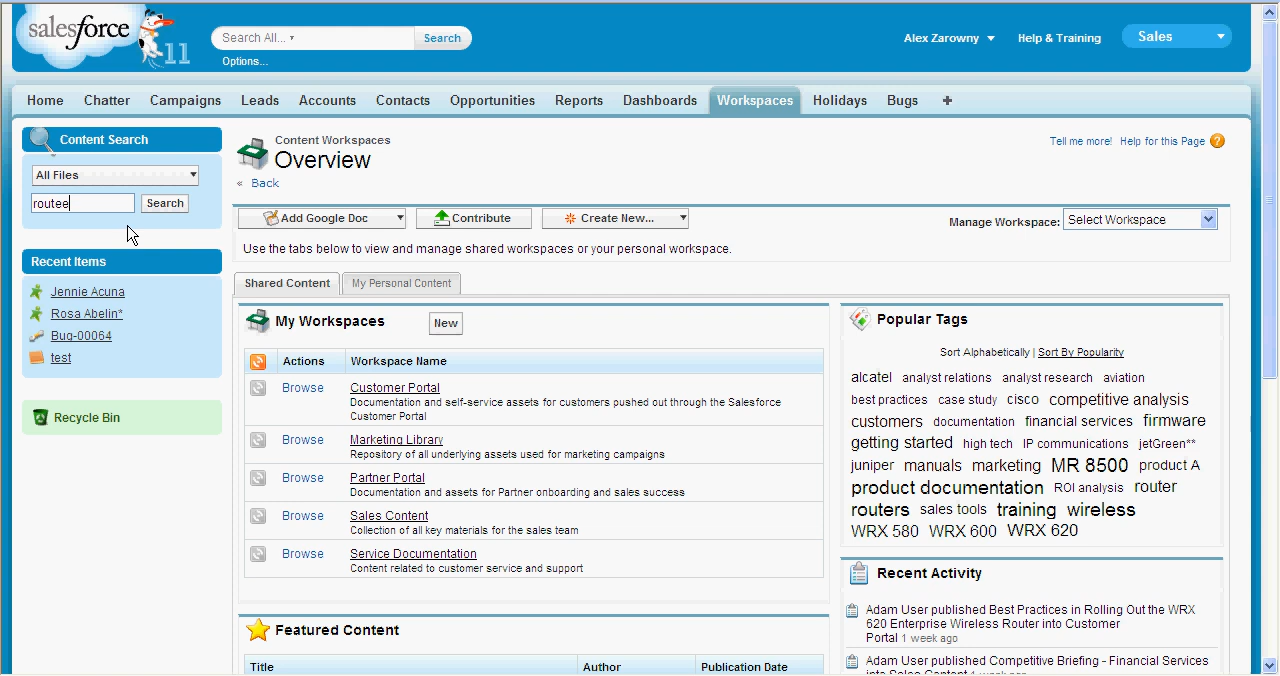 salesforce
11
Search All...
Search
Options...
Alex Zarowny
Help & Training
Sales
Home Chatter Campaigns Leads Accounts Contacts Opportunities Reports Dashboards Workspaces Holidays Bugs +
Content Search
All Files
routee
Search
Recent Items
Jennie Acuna
Rosa Abelin*
Bug-00064
test
Recycle Bin
Content Workspaces
Overview
« Back
Tell me more! Help for this Page ?
Add Google Doc
Contribute
Create New...
Manage Workspace: Select Workspace
Use the tabs below to view and manage shared workspaces or your personal workspace.
Shared Content
My Personal Content
My Workspaces
New
Actions Workspace Name
Browse Customer Portal
Documentation and self-service assets for customers pushed out through the Salesforce
Customer Portal
Browse Marketing Library
Repository of all underlying assets used for marketing campaigns
Browse Partner Portal
Documentation and assets for Partner onboarding and sales success
Browse Sales Content
Collection of all key materials for the sales team
Browse Service Documentation
Content related to customer service and support
Featured Content
Title Author Publication Date
Popular Tags
Sort Alphabetically | Sort By Popularity
alcatel analyst relations analyst research aviation
best practices case study cisco competitive analysis
customers documentation financial services firmware
getting started high tech IP communications jetGreen**
juniper manuals marketing MR 8500 product A
product documentation ROI analysis router
routers sales tools training wireless
WRX 580 WRX 600 WRX 620
Recent Activity
Adam User published Best Practices in Rolling Out the WRX
620 Enterprise Wireless Router into Customer
Portal 1 week ago
Adam User published Competitive Briefing - Financial Services
into Sales Content 1 week ago